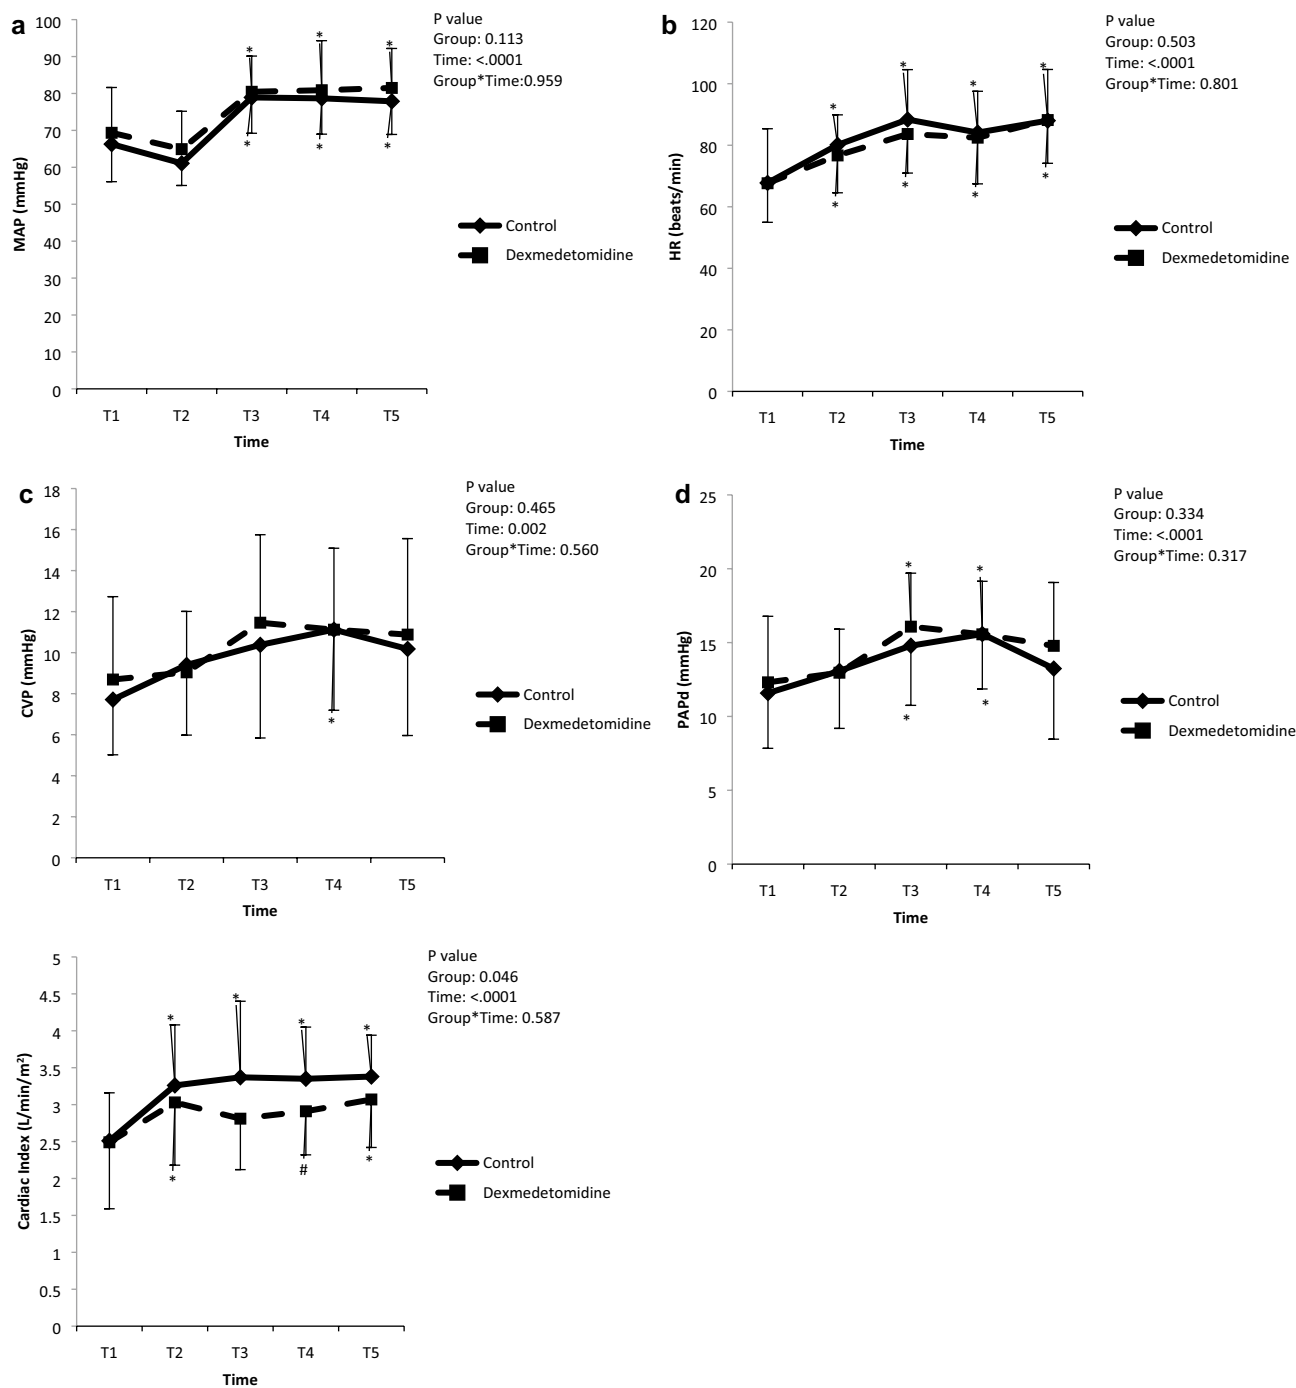 a
100
90
80
70
60
50
40
30
20
10
0
MAP (mmHg)
*
*
*
*
*
*
T1
T2
T3
T4
T5
Time
P value
Group: 0.113
Time: <.0001
Group*Time:0.959
Control
Dexmedetomidine
b
120
100
80
60
40
20
0
HR (beats/min)
*
*
*
*
*
*
*
*
T1
T2
T3
T4
T5
Time
P value
Group: 0.503
Time: <.0001
Group*Time: 0.801
Control
Dexmedetomidine
c
18
16
14
12
10
8
6
4
2
0
CVP (mmHg)
*
T1
T2
T3
T4
T5
Time
P value
Group: 0.465
Time: 0.002
Group*Time: 0.560
Control
Dexmedetomidine
d
25
20
15
10
5
0
PAPd (mmHg)
*
*
*
*
T1
T2
T3
T4
T5
Time
P value
Group: 0.334
Time: <.0001
Group*Time: 0.317
Control
Dexmedetomidine
5
4.5
4
3.5
3
2.5
2
1.5
1
0.5
0
Cardiac Index (L/min/m²)
*
*
*
*
*
#
*
T1
T2
T3
T4
T5
Time
P value
Group: 0.046
Time: <.0001
Group*Time: 0.587
Control
Dexmedetomidine